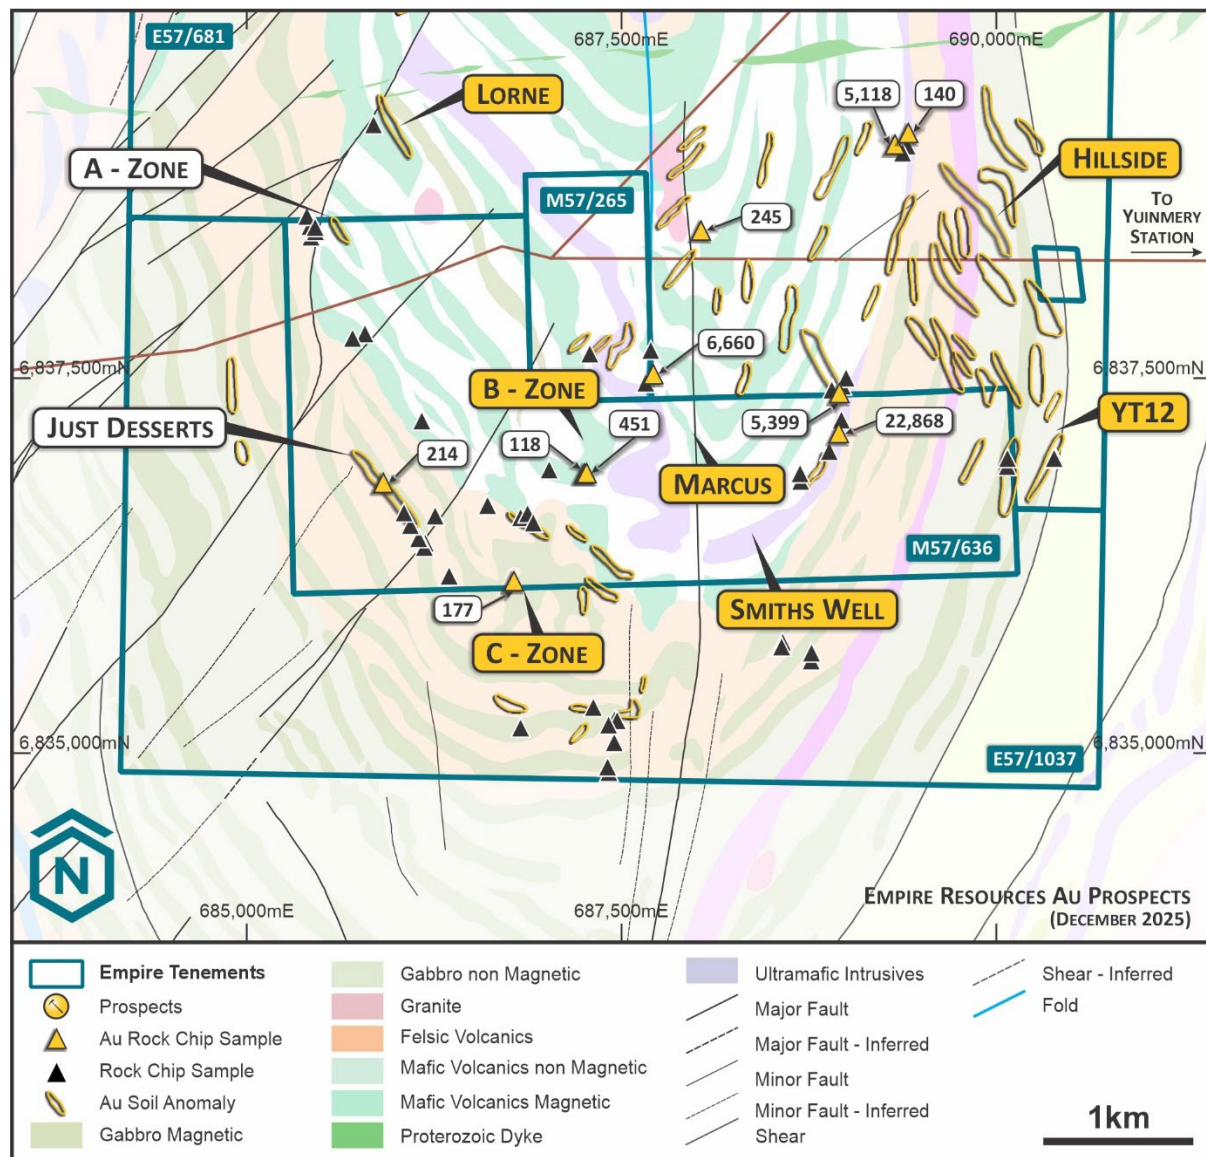 E57/681
687,500mE
690,000mE
LORNE
5,118
140
A - ZONE
HILLSIDE
M57/265
TO
YUINMERY
STATION
245
6,660
6,837,500mN
6,837,500mN
B - ZONE
JUST DESSERTS
451
5,399
22,868
YT12
118
214
MARCUS
M57/636
177
SMITHS WELL
C - ZONE
6,835,000mN
6,835,000mN
E57/1037
N
685,000mE
687,500mE
EMPIRE RESOURCES AU PROSPECTS
(DECEMBER 2025)
Empire Tenements
Prospects
Au Rock Chip Sample
Rock Chip Sample
Au Soil Anomaly
Gabbro Magnetic
Gabbro non Magnetic
Granite
Felsic Volcanics
Mafic Volcanics non Magnetic
Mafic Volcanics Magnetic
Proterozoic Dyke
Ultramafic Intrusives
Major Fault
Major Fault - Inferred
Minor Fault
Minor Fault - Inferred
Shear
Shear - Inferred
Fold
1km